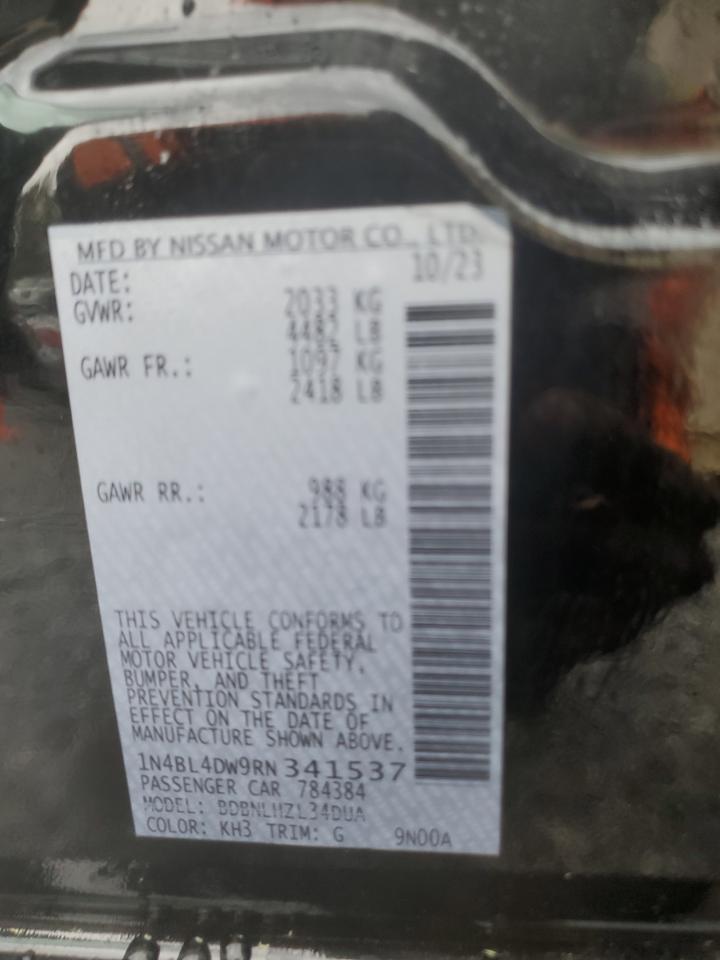 MFD BY NISSAN MOTOR CO., LTD.
DATE: 10/23
GVWR: 2033 KG
4482 LB
GAWR FR.: 1097 KG
2418 LB
GAWR RR.: 988 KG
2178 LB
THIS VEHICLE CONFORMS TO
ALL APPLICABLE FEDERAL
MOTOR VEHICLE SAFETY,
BUMPER, AND THEFT
PREVENTION STANDARDS IN
EFFECT ON THE DATE OF
MANUFACTURE SHOWN ABOVE.
1N4BL4DW9RN341537
PASSENGER CAR 784384
MODEL:
COLOR: KH3 TRIM: G 9N00A